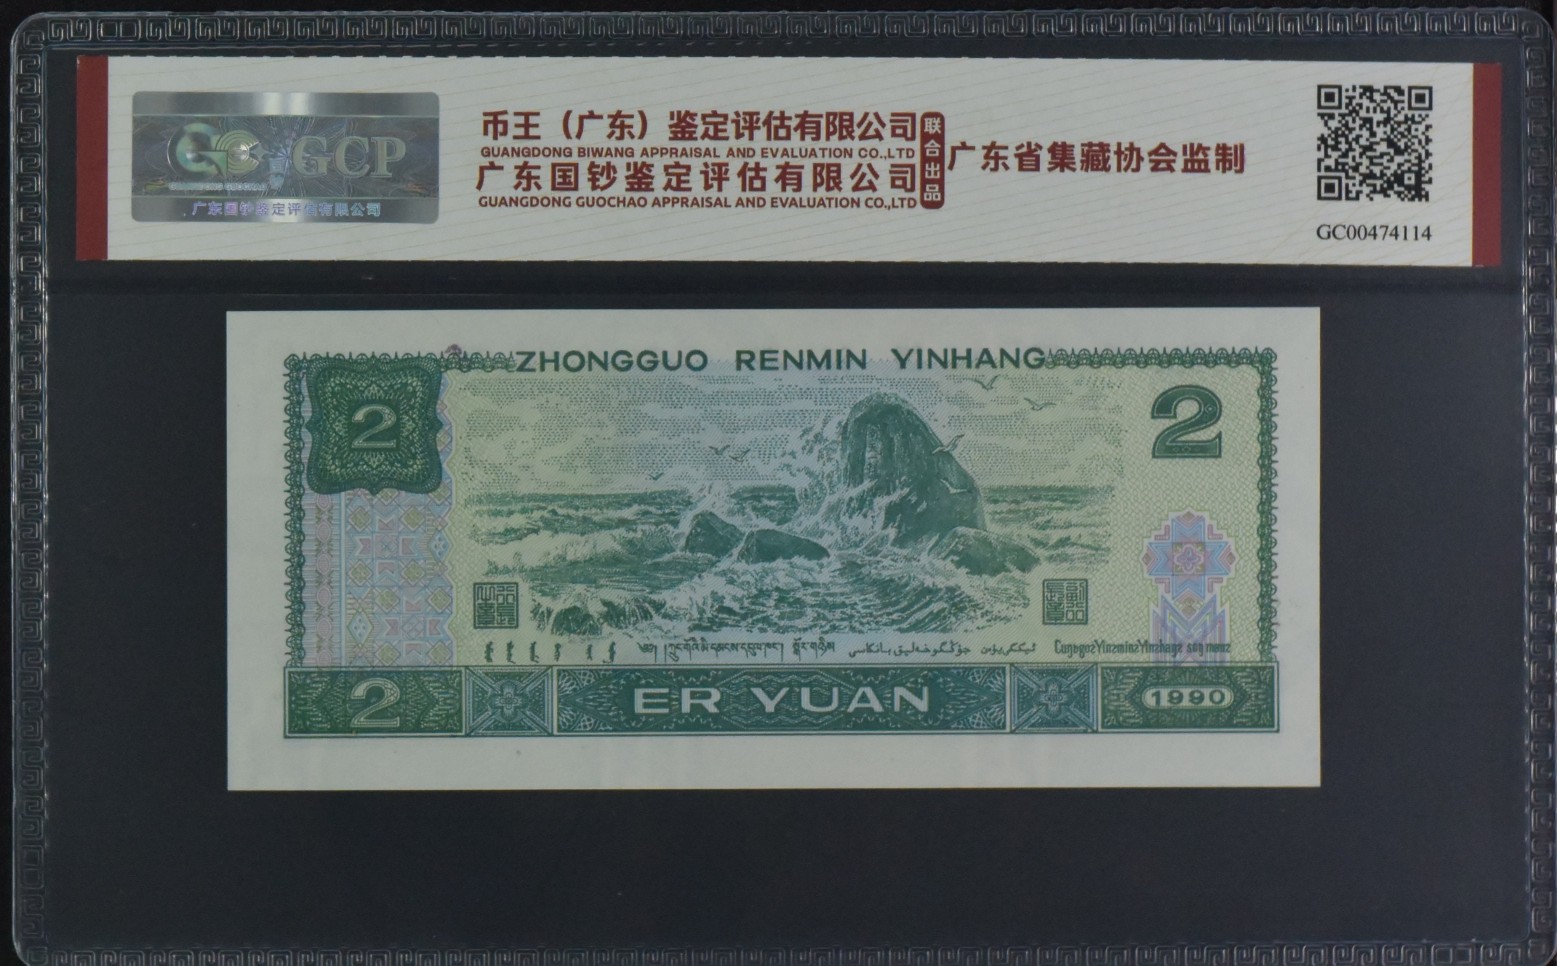 GCP
广东国钞鉴定评估有限公司
币王（广东）鉴定评估有限公司
GUANGDONG BIWANG APPRAISAL AND EVALUATION CO.,LTD
广东国钞鉴定评估有限公司
GUANGDONG GUOCHAO APPRAISAL AND EVALUATION CO.,LTD
联合出品
广东省集藏协会监制
GC00474114
ZHONGGUO RENMIN YINHANG
2
2
2
ER YUAN
1990